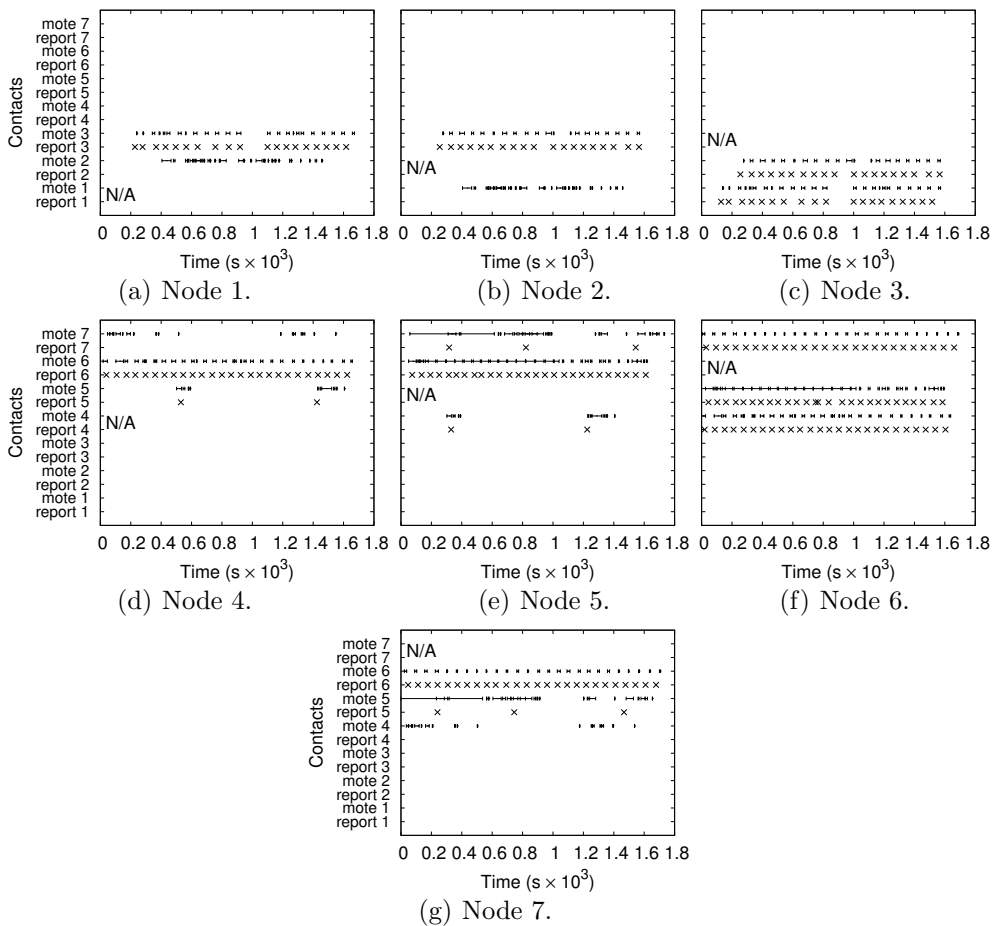 mote 7
report 7
mote 6
report 6
mote 5
report 5
mote 4
report 4
mote 3
report 3
mote 2
report 2
mote 1
report 1
Contacts
N/A
0 0.2 0.4 0.6 0.8 1 1.2 1.4 1.6 1.8
Time (s × 10³)
(a) Node 1.
N/A
0 0.2 0.4 0.6 0.8 1 1.2 1.4 1.6 1.8
Time (s × 10³)
(b) Node 2.
N/A
0 0.2 0.4 0.6 0.8 1 1.2 1.4 1.6 1.8
Time (s × 10³)
(c) Node 3.
mote 7
report 7
mote 6
report 6
mote 5
report 5
mote 4
report 4
mote 3
report 3
mote 2
report 2
mote 1
report 1
Contacts
N/A
0 0.2 0.4 0.6 0.8 1 1.2 1.4 1.6 1.8
Time (s × 10³)
(d) Node 4.
N/A
0 0.2 0.4 0.6 0.8 1 1.2 1.4 1.6 1.8
Time (s × 10³)
(e) Node 5.
N/A
0 0.2 0.4 0.6 0.8 1 1.2 1.4 1.6 1.8
Time (s × 10³)
(f) Node 6.
mote 7
report 7
mote 6
report 6
mote 5
report 5
mote 4
report 4
mote 3
report 3
mote 2
report 2
mote 1
report 1
Contacts
N/A
0 0.2 0.4 0.6 0.8 1 1.2 1.4 1.6 1.8
Time (s × 10³)
(g) Node 7.